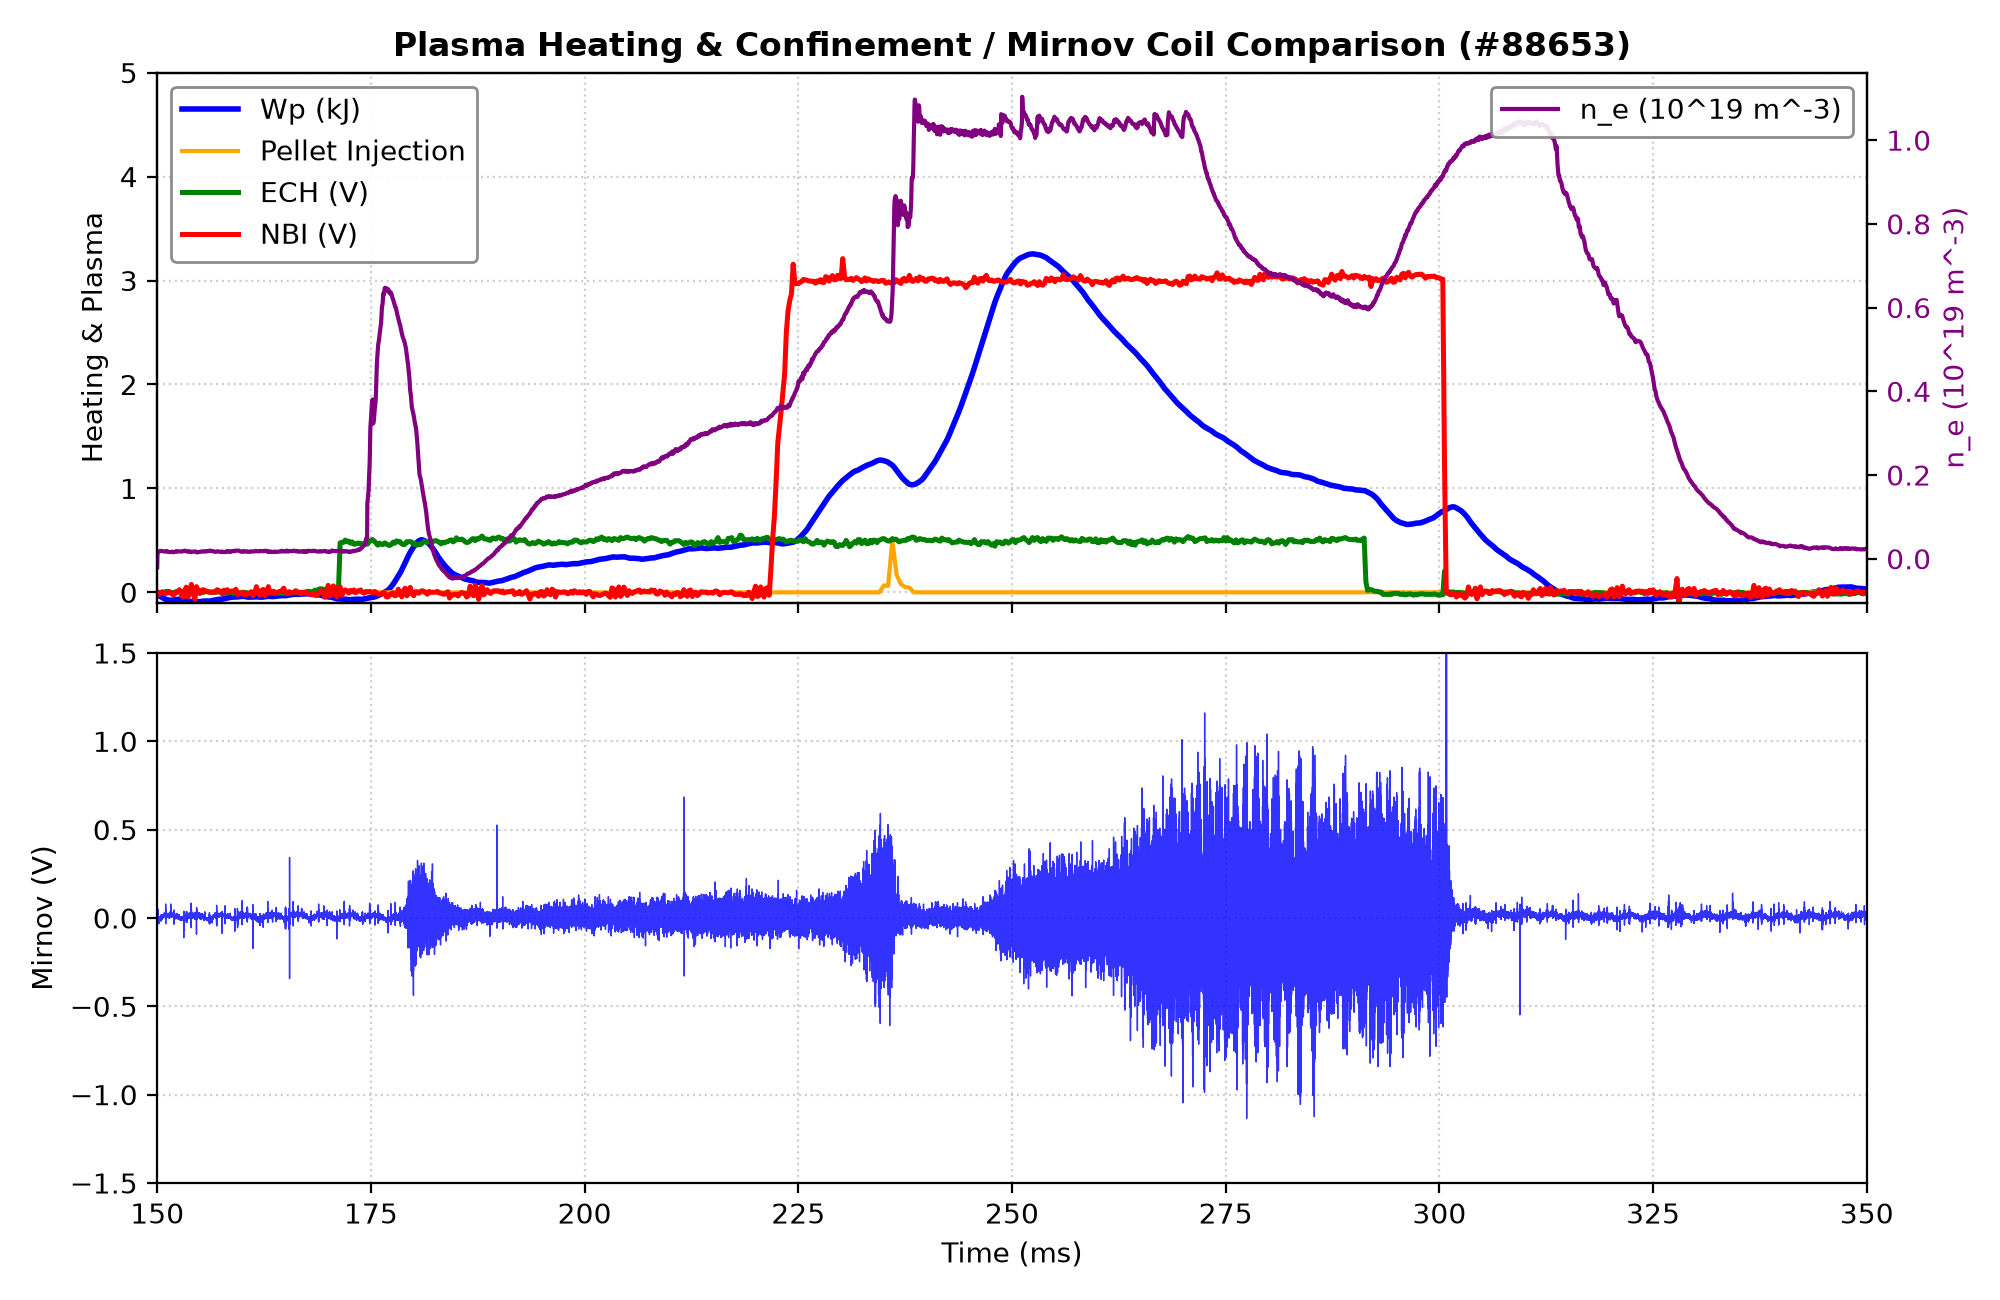 Plasma Heating & Confinement / Mirnov Coil Comparison (#88653)
Wp (kJ)
Pellet Injection
ECH (V)
NBI (V)
n_e (10^19 m^-3)
Heating & Plasma
5
4
3
2
1
0
n_e (10^19 m^-3)
1.0
0.8
0.6
0.4
0.2
0.0
Mirnov (V)
1.5
1.0
0.5
0.0
−0.5
−1.0
−1.5
150 175 200 225 250 275 300 325 350
Time (ms)